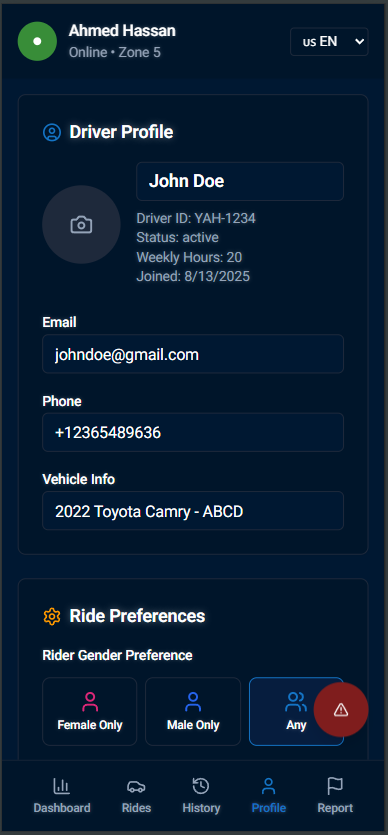 Ahmed Hassan
Online • Zone 5
US EN
Driver Profile
John Doe
Driver ID: YAH-1234
Status: active
Weekly Hours: 20
Joined: 8/13/2025
Email
johndoe@gmail.com
Phone
+12365489636
Vehicle Info
2022 Toyota Camry - ABCD
Ride Preferences
Rider Gender Preference
Female Only
Male Only
Any
Dashboard
Rides
History
Profile
Report